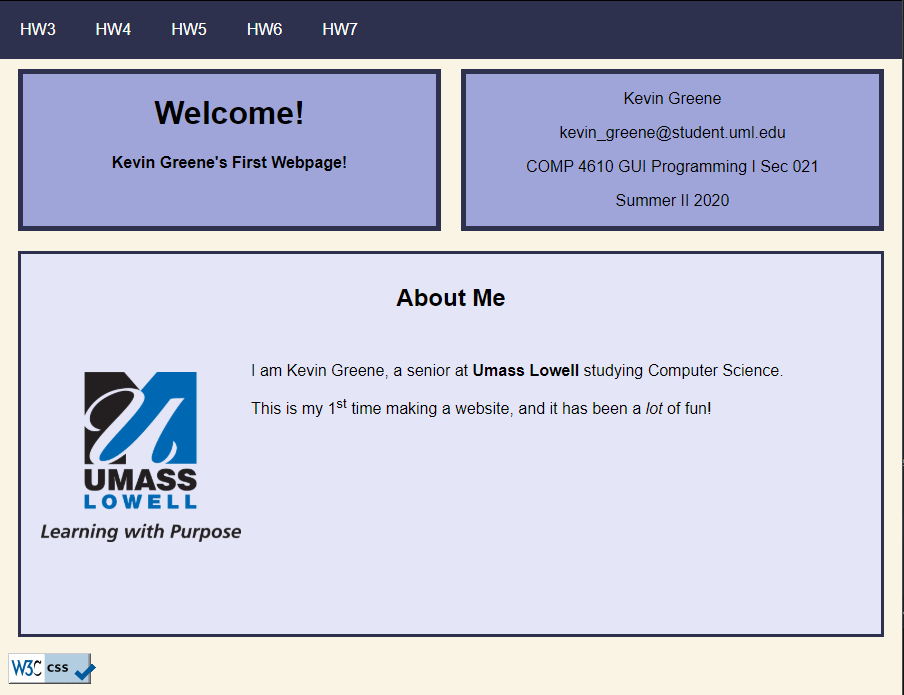 HW3 HW4 HW5 HW6 HW7
Welcome!
Kevin Greene's First Webpage!
Kevin Greene
kevin_greene@student.uml.edu
COMP 4610 GUI Programming I Sec 021
Summer II 2020
About Me
I am Kevin Greene, a senior at Umass Lowell studying Computer Science.
This is my 1st time making a website, and it has been a lot of fun!
UMASS
LOWELL
Learning with Purpose
W3C css